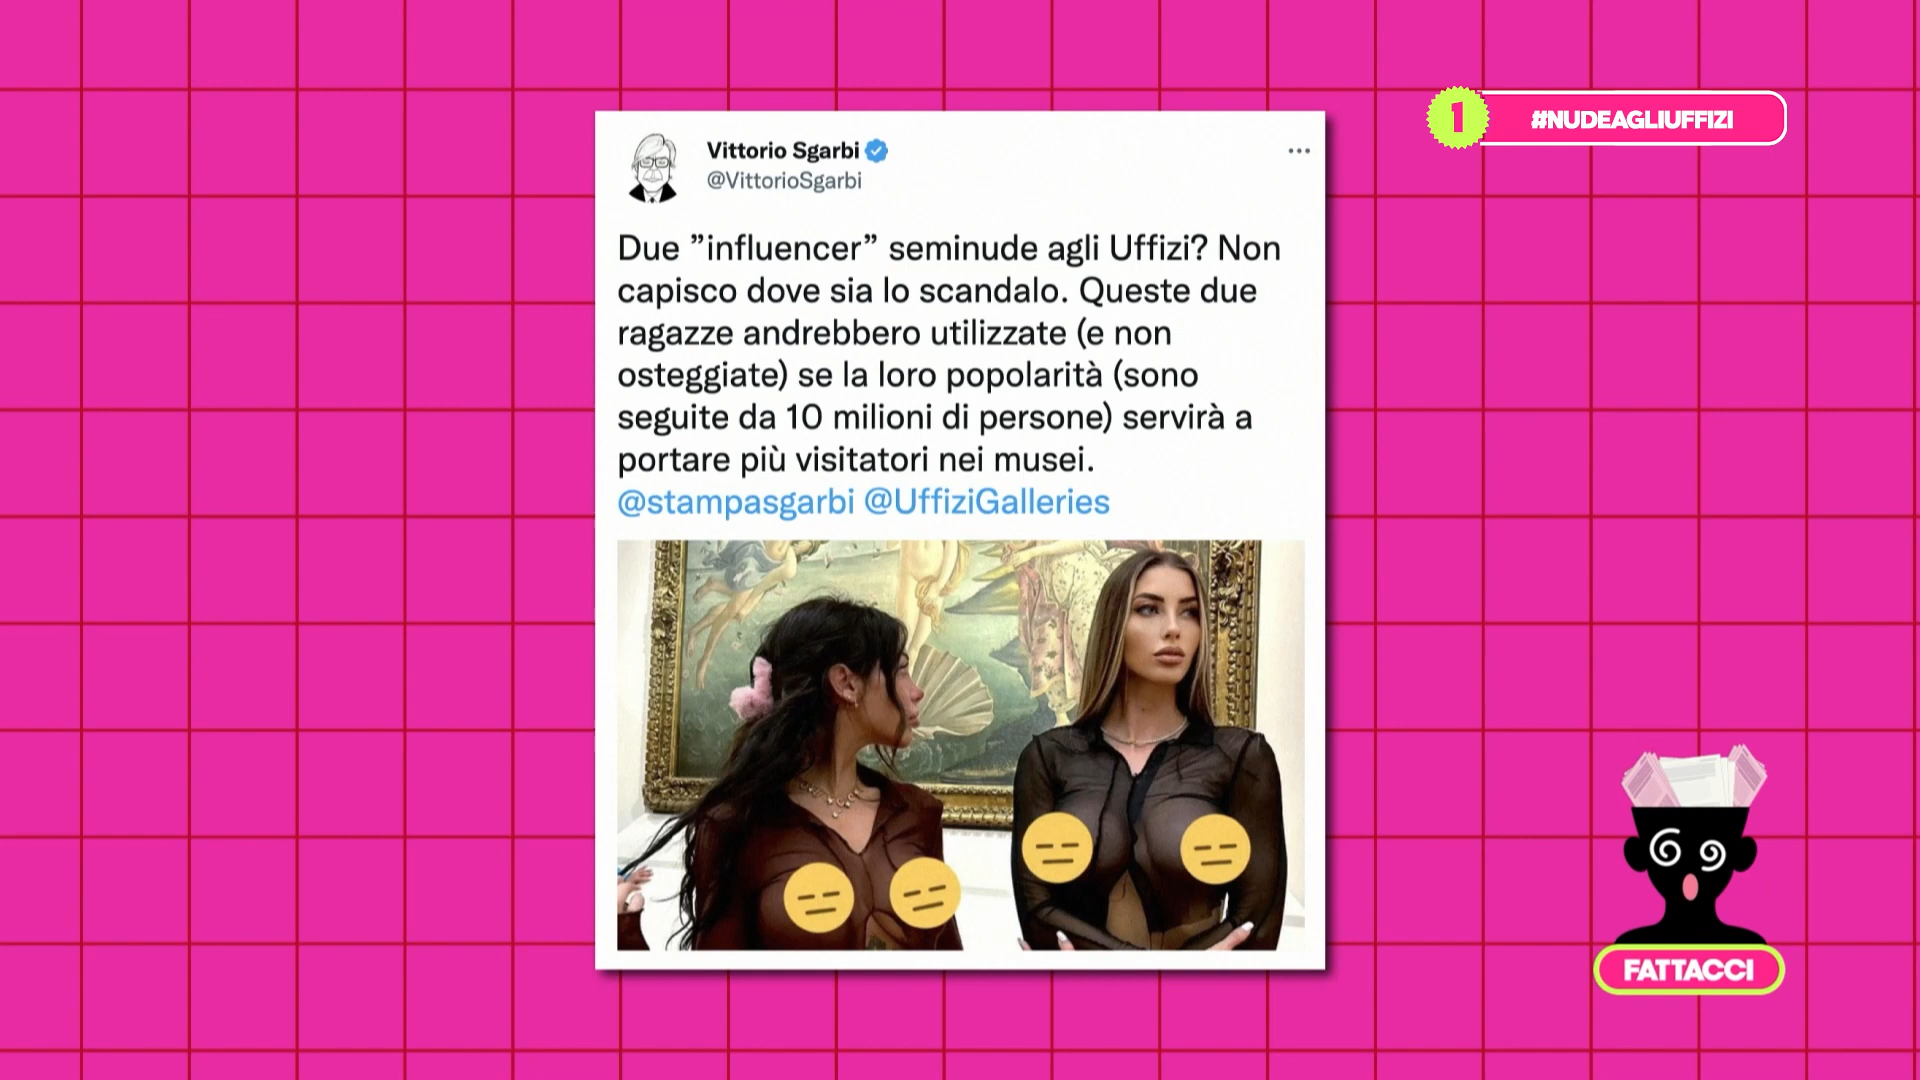 Vittorio Sgarbi
@VittorioSgarbi
1
#NUDEAGLIUFFIZI
Due ”influencer” seminude agli Uffizi? Non
capisco dove sia lo scandalo. Queste due
ragazze andrebbero utilizzate (e non
osteggiate) se la loro popolarità (sono
seguite da 10 milioni di persone) servirà a
portare più visitatori nei musei.
@stampasgarbi @UffiziGalleries
FATTACCI